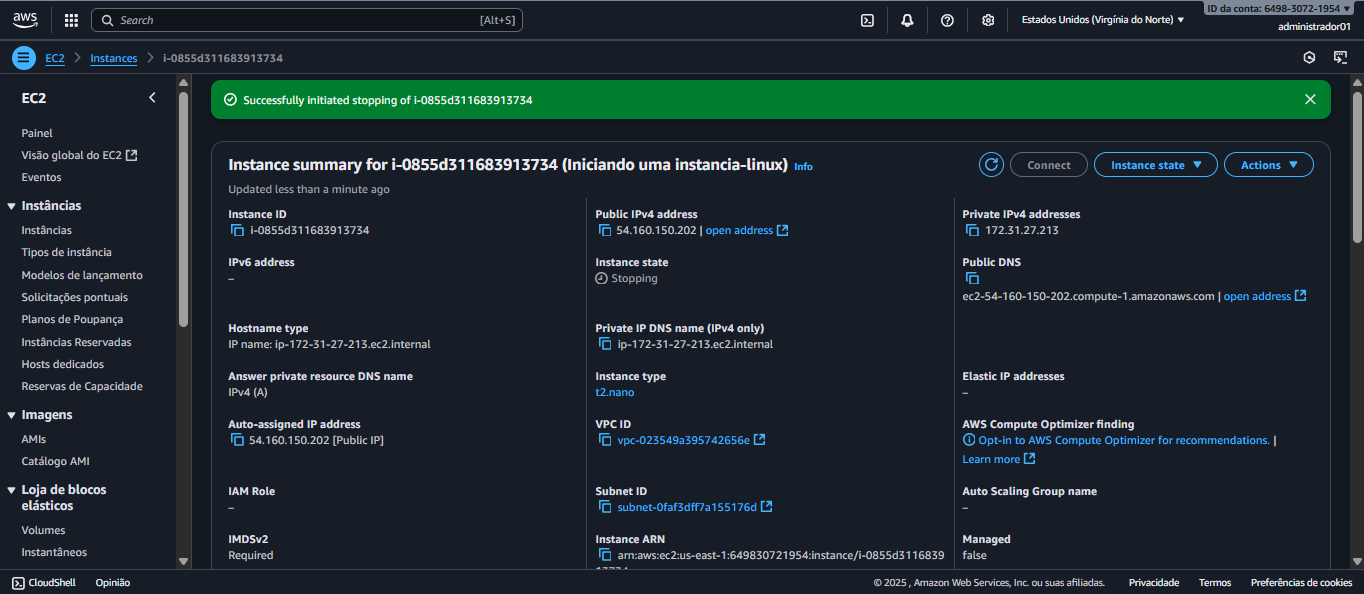 aws
Search [Alt+S]
Estados Unidos (Virgínia do Norte)
ID da conta: 6498-3072-1954
administrador01
EC2 > Instances > i-0855d311683913734
EC2
Painel
Visão global do EC2
Eventos
Instâncias
Instâncias
Tipos de instância
Modelos de lançamento
Solicitações pontuais
Planos de Poupança
Instâncias Reservadas
Hosts dedicados
Reservas de Capacidade
Imagens
AMIs
Catálogo AMI
Loja de blocos
elásticos
Volumes
Instantâneos
Successfully initiated stopping of i-0855d311683913734
Instance summary for i-0855d311683913734 (Iniciando uma instancia-linux) Info
Updated less than a minute ago
Connect
Instance state
Actions
Instance ID
i-0855d311683913734
Public IPv4 address
54.160.150.202 | open address
Private IPv4 addresses
172.31.27.213
IPv6 address
–
Instance state
Stopping
Public DNS
ec2-54-160-150-202.compute-1.amazonaws.com | open address
Hostname type
IP name: ip-172-31-27-213.ec2.internal
Private IP DNS name (IPv4 only)
ip-172-31-27-213.ec2.internal
Answer private resource DNS name
IPv4 (A)
Instance type
t2.nano
Elastic IP addresses
–
Auto-assigned IP address
54.160.150.202 [Public IP]
VPC ID
vpc-023549a395742656e
AWS Compute Optimizer finding
Opt-in to AWS Compute Optimizer for recommendations. |
Learn more
IAM Role
–
Subnet ID
subnet-0faf3dff7a155176d
Auto Scaling Group name
–
IMDSv2
Required
Instance ARN
arn:aws:ec2:us-east-1:649830721954:instance/i-0855d3116839
Managed
false
CloudShell
Opinião
© 2025 , Amazon Web Services, Inc. ou suas afiliadas.
Privacidade
Termos
Preferências de cookies